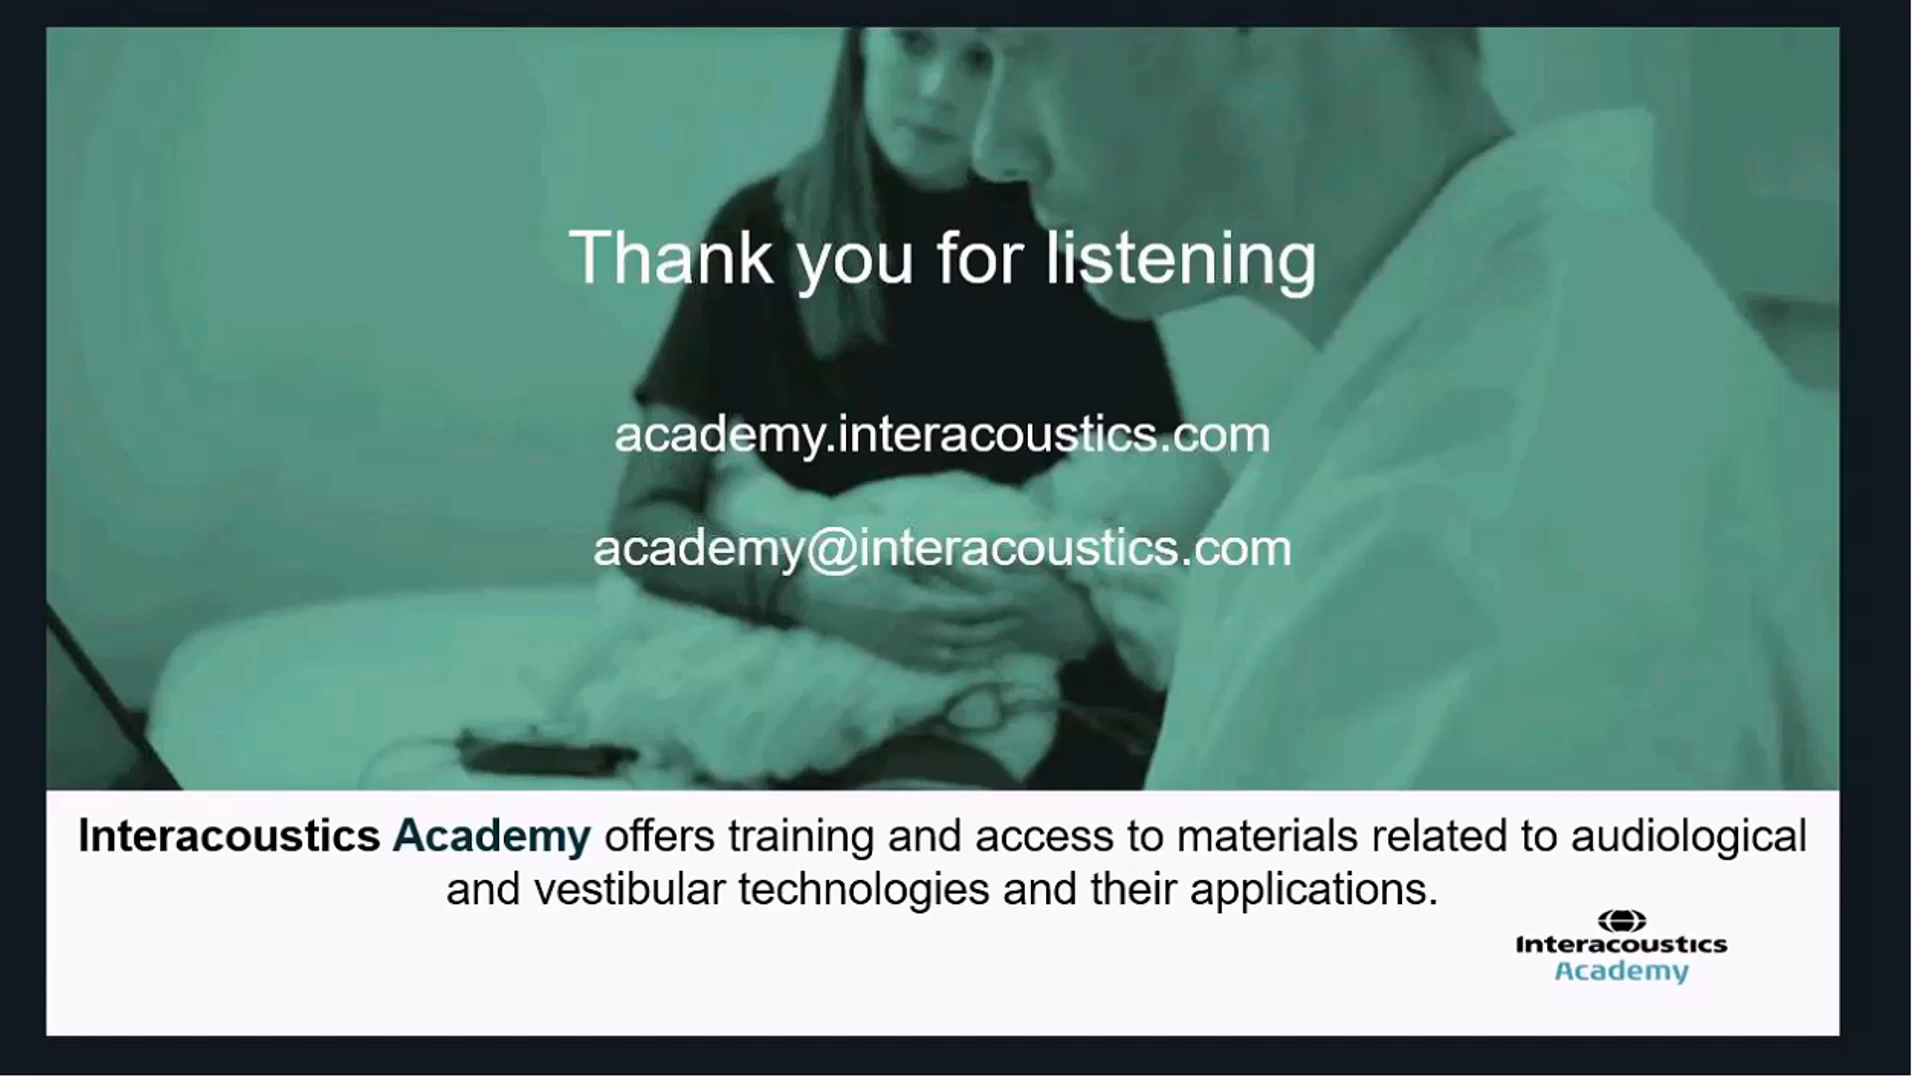 Thank you for listening
academy.interacoustics.com
academy@interacoustics.com
Interacoustics Academy offers training and access to materials related to audiological
and vestibular technologies and their applications.
Interacoustics
Academy